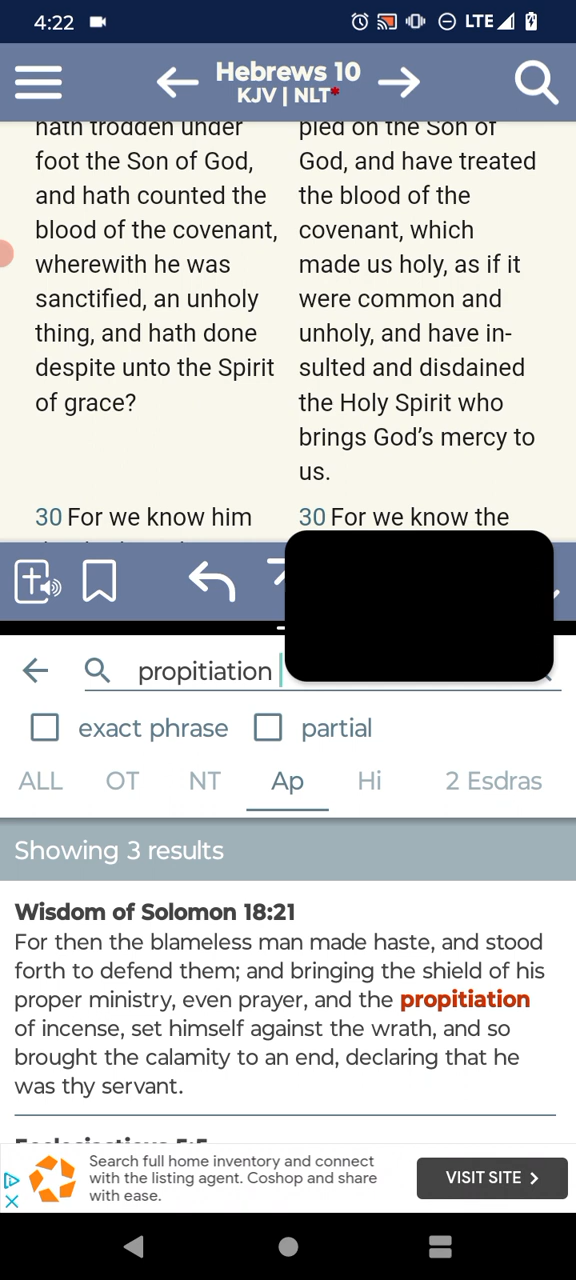 4:22
LTE
Hebrews 10
KJV | NLT*
hath trodden under
foot the Son of God,
and hath counted the
blood of the covenant,
wherewith he was
sanctified, an unholy
thing, and hath done
despite unto the Spirit
of grace?
30 For we know him
pled on the Son of
God, and have treated
the blood of the
covenant, which
made us holy, as if it
were common and
unholy, and have in-
sulted and disdained
the Holy Spirit who
brings God’s mercy to
us.
30 For we know the
propitiation
exact phrase
partial
ALL OT NT Ap Hi 2 Esdras
Showing 3 results
Wisdom of Solomon 18:21
For then the blameless man made haste, and stood
forth to defend them; and bringing the shield of his
proper ministry, even prayer, and the propitiation
of incense, set himself against the wrath, and so
brought the calamity to an end, declaring that he
was thy servant.
Search full home inventory and connect
with the listing agent. Coshop and share
with ease.
VISIT SITE